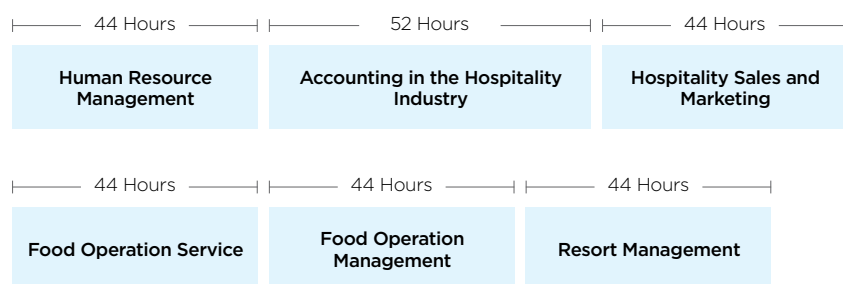 44 Hours 52 Hours 44 Hours
Human Resource
Management
Accounting in the Hospitality
Industry
Hospitality Sales and
Marketing
44 Hours 44 Hours 44 Hours
Food Operation Service
Food Operation
Management
Resort Management